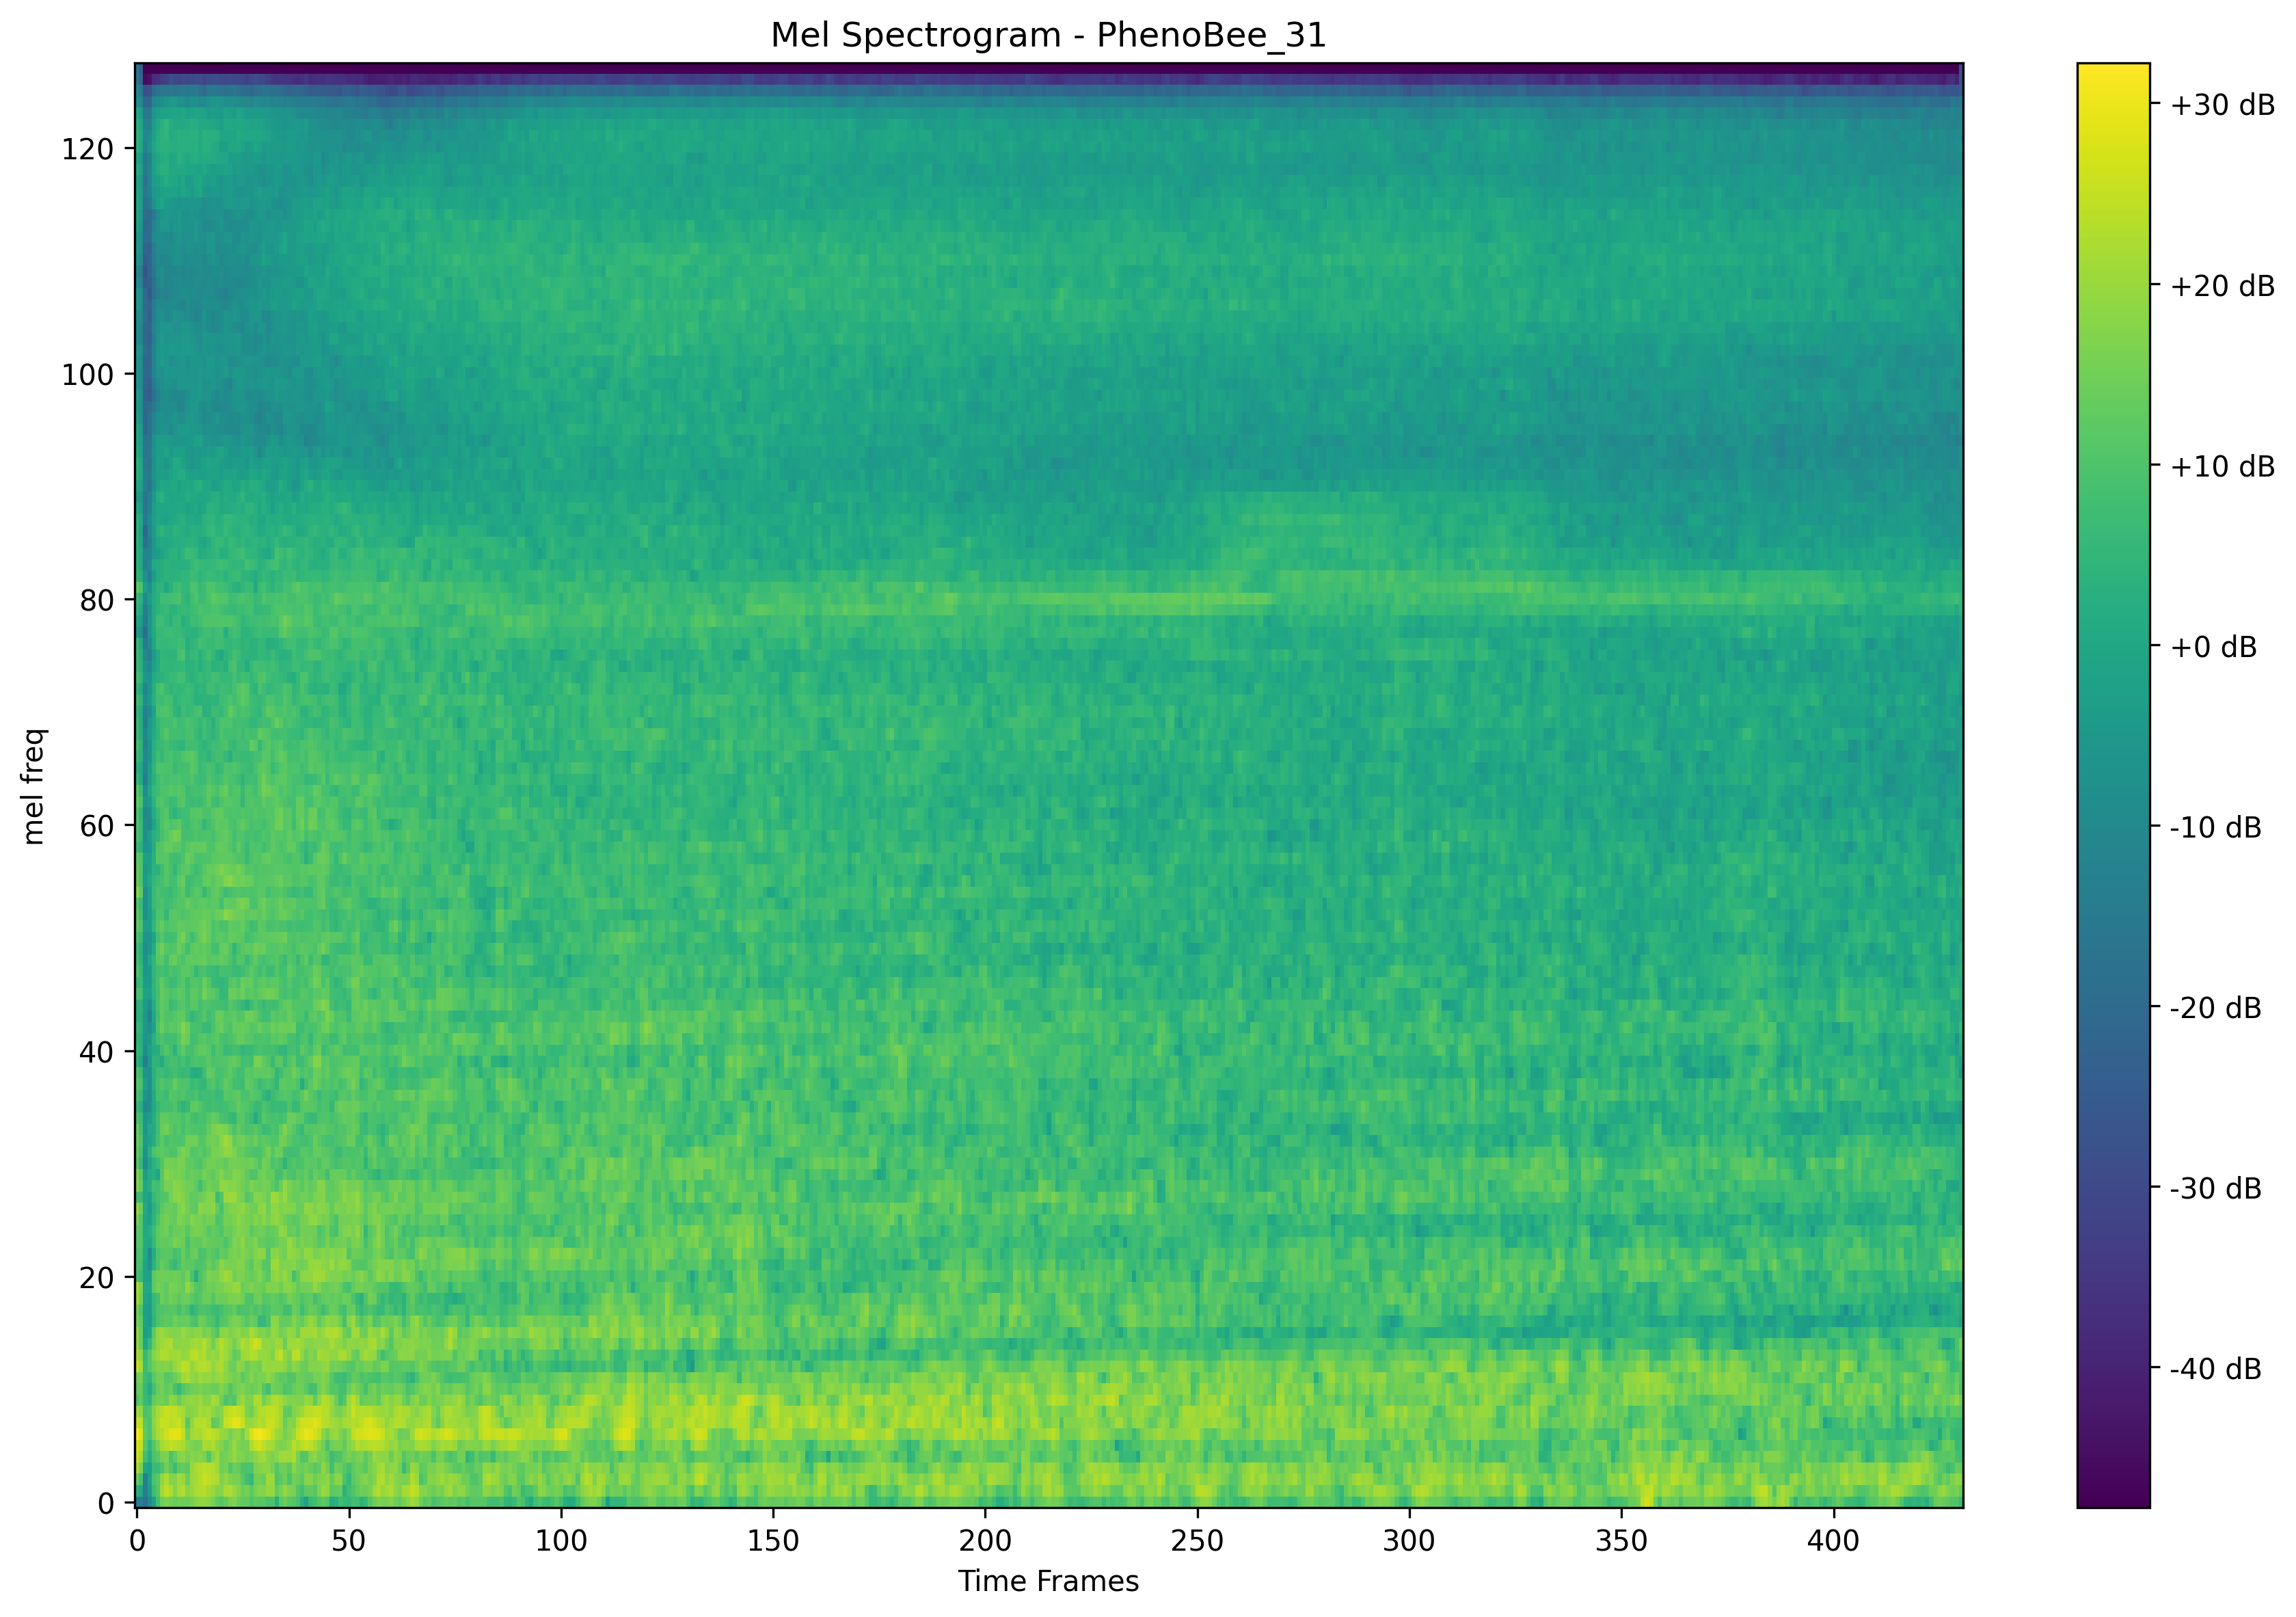 Mel Spectrogram - PhenoBee_31
mel freq
120
100
80
60
40
20
0
0 50 100 150 200 250 300 350 400
Time Frames
+30 dB
+20 dB
+10 dB
+0 dB
-10 dB
-20 dB
-30 dB
-40 dB